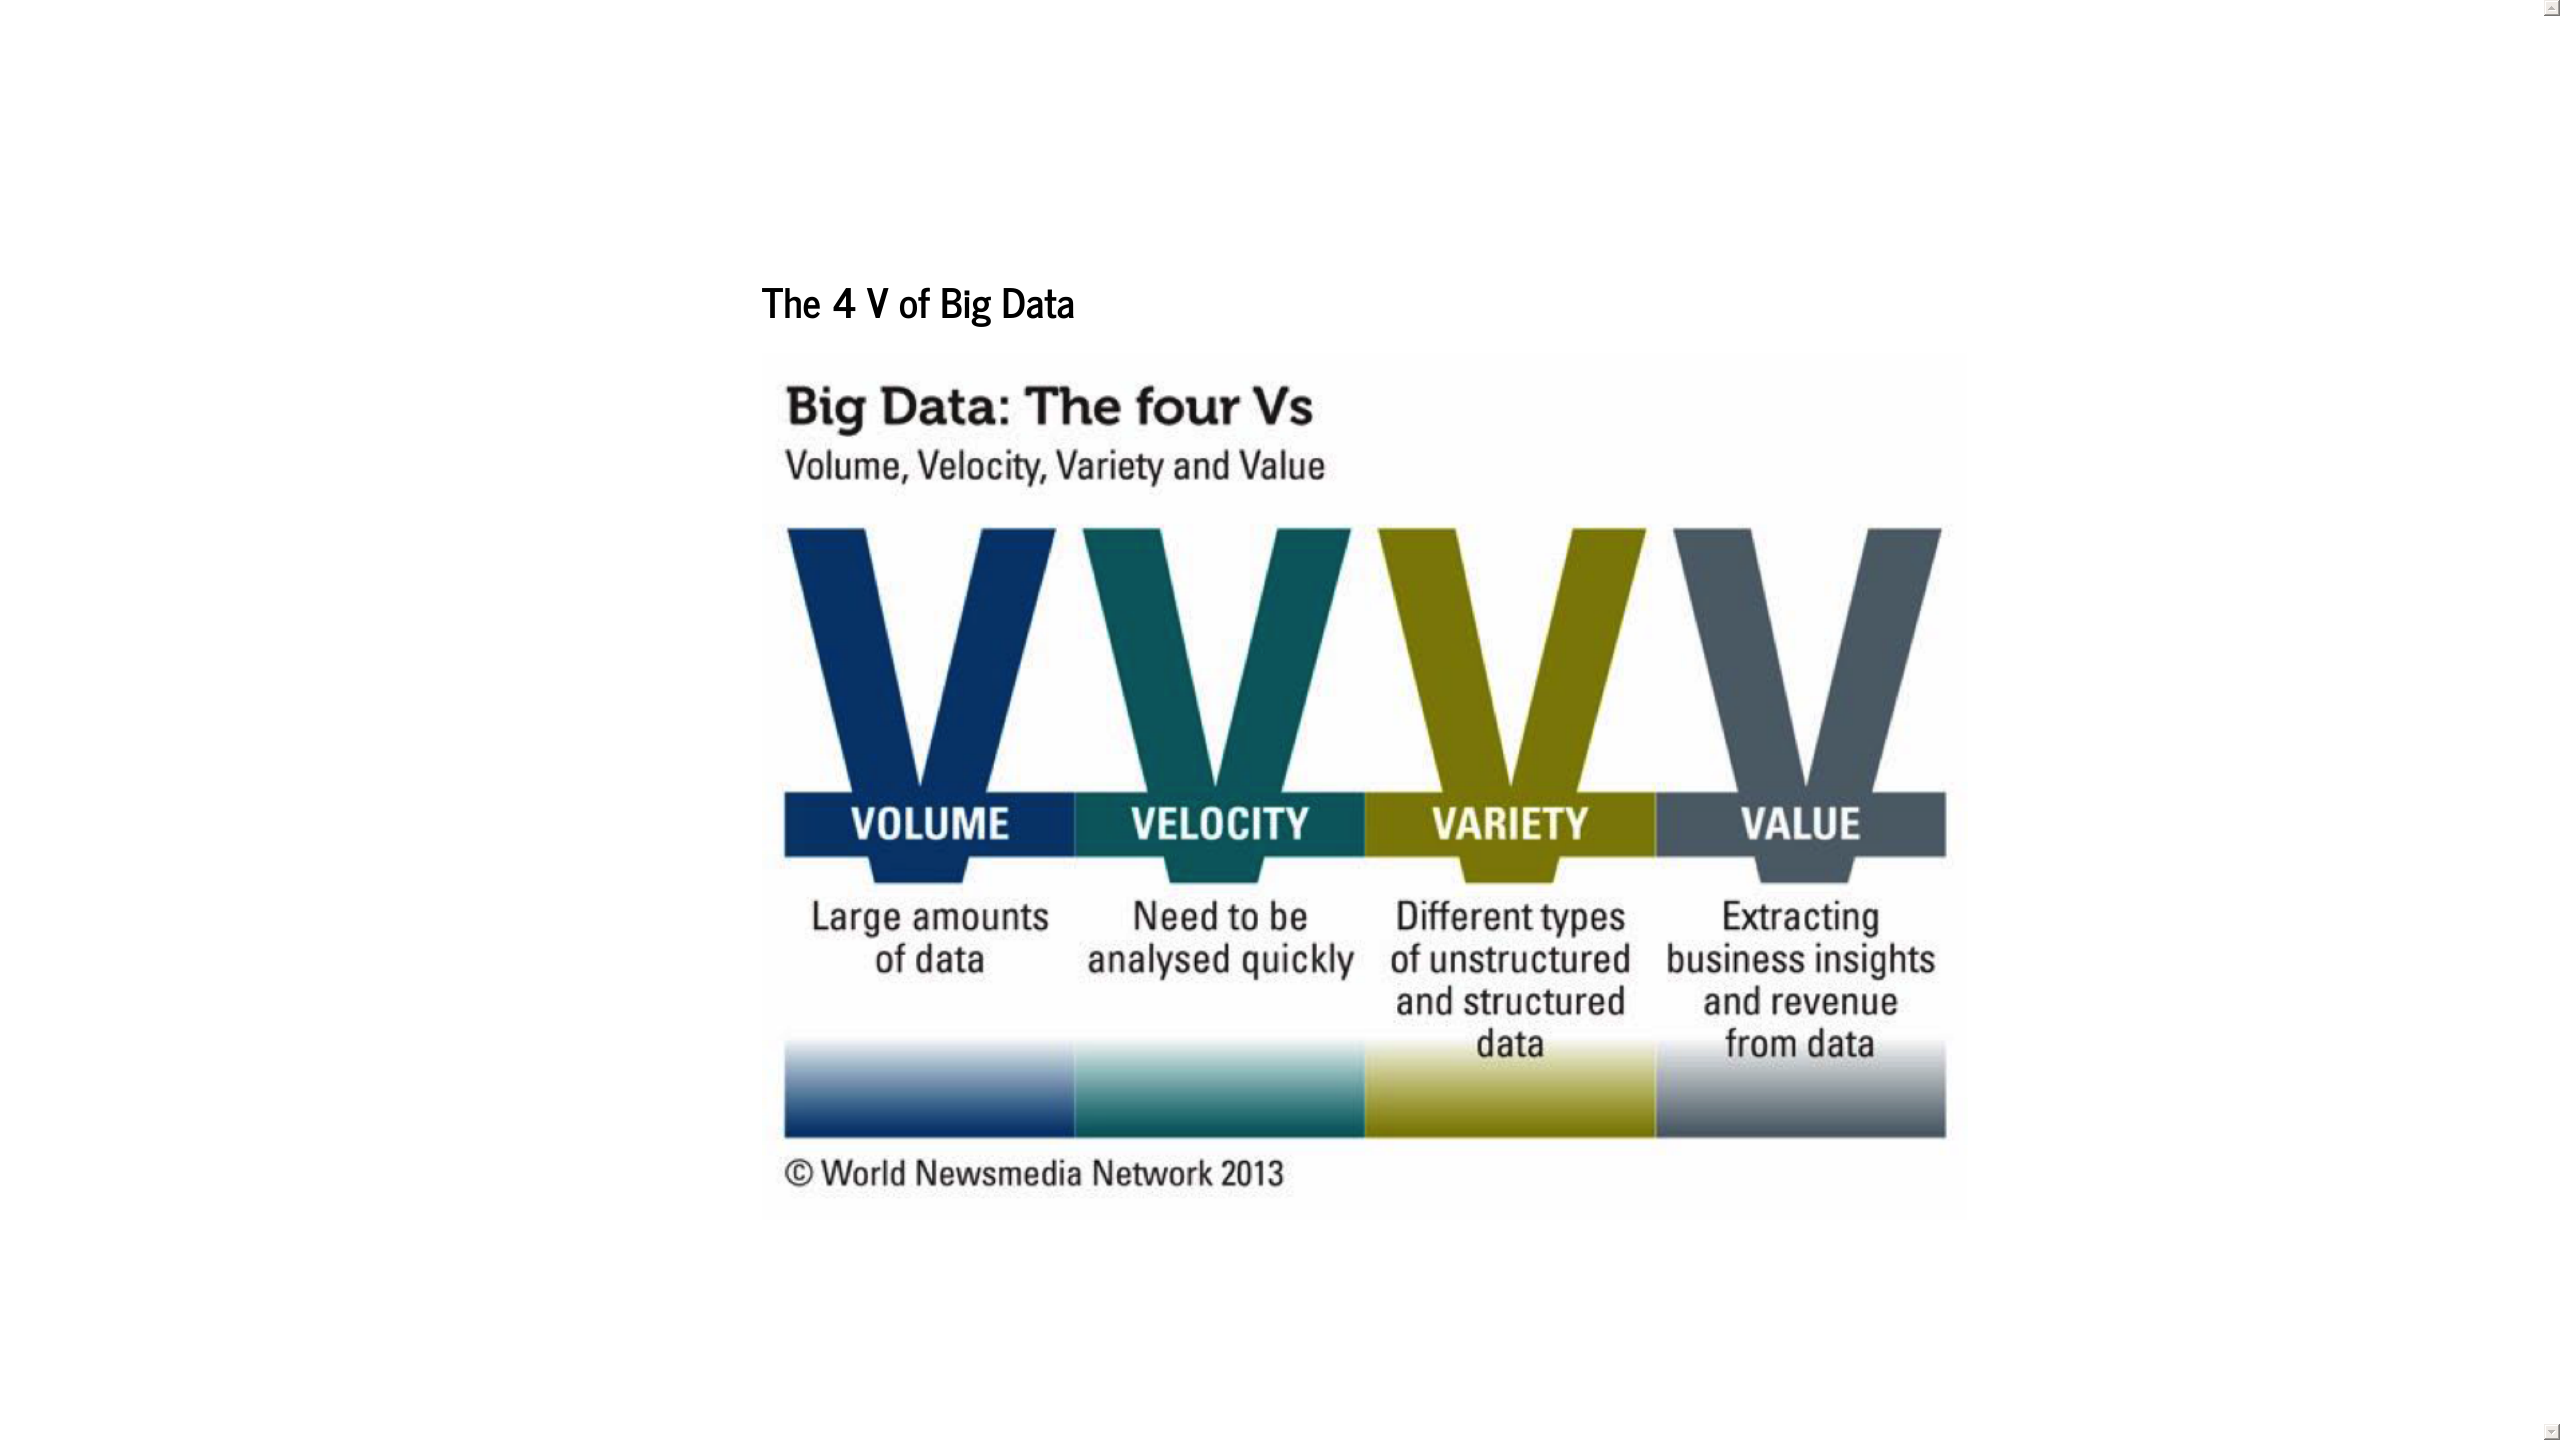 The 4 V of Big Data
Big Data: The four Vs
Volume, Velocity, Variety and Value
VOLUME
VELOCITY
VARIETY
VALUE
Large amounts
of data
Need to be
analysed quickly
Different types
of unstructured
and structured
data
Extracting
business insights
and revenue
from data
© World Newsmedia Network 2013